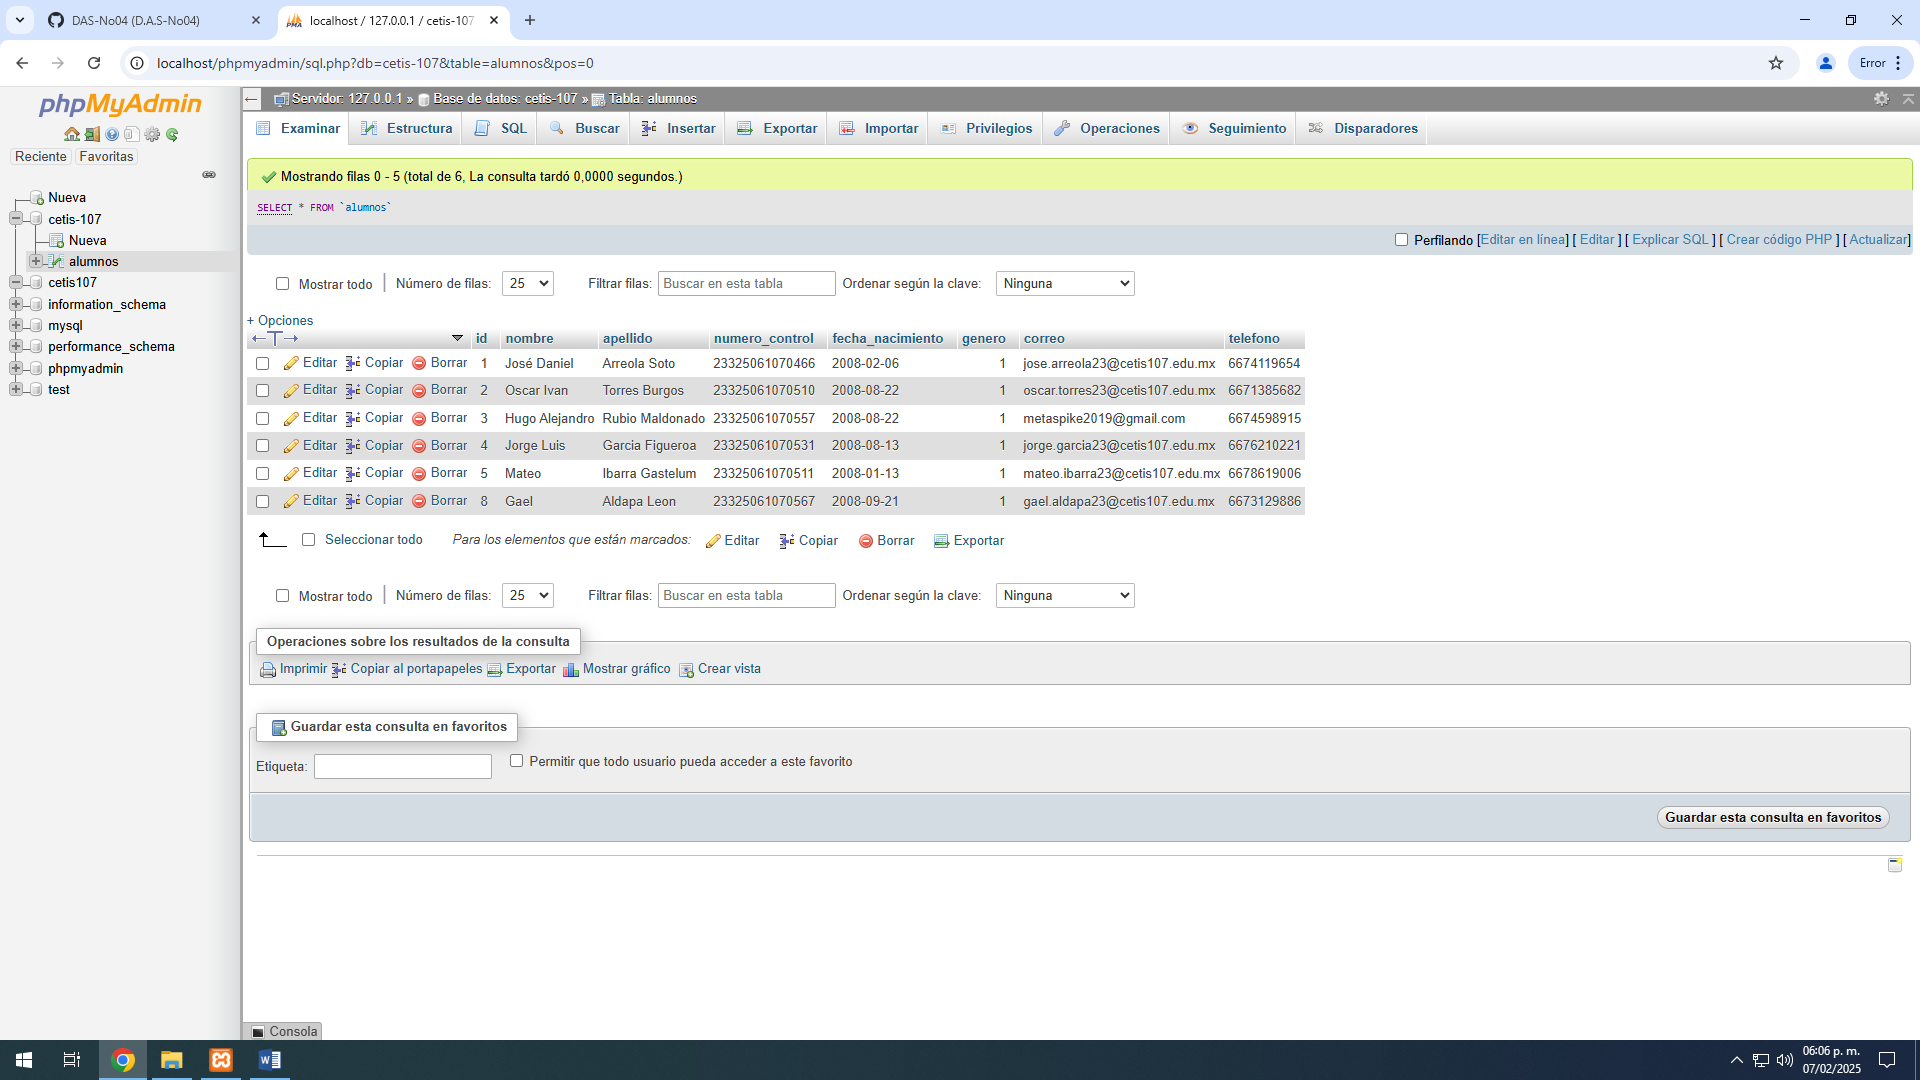 DAS-No04 (D.A.S-No04)
localhost / 127.0.0.1 / cetis-107
localhost/phpmyadmin/sql.php?db=cetis-107&table=alumnos&pos=0
Error
phpMyAdmin
Reciente Favoritas
Nueva
cetis-107
Nueva
alumnos
cetis107
information_schema
mysql
performance_schema
phpmyadmin
test
Servidor: 127.0.0.1 » Base de datos: cetis-107 » Tabla: alumnos
Examinar Estructura SQL Buscar Insertar Exportar Importar Privilegios Operaciones Seguimiento Disparadores
Mostrando filas 0 - 5 (total de 6, La consulta tardó 0,0000 segundos.)
SELECT * FROM `alumnos`
Perfilando [Editar en línea] [ Editar ] [ Explicar SQL ] [ Crear código PHP ] [ Actualizar]
Mostrar todo Número de filas: 25 Filtrar filas: Buscar en esta tabla Ordenar según la clave: Ninguna
+ Opciones
id nombre apellido numero_control fecha_nacimiento genero correo telefono
Editar Copiar Borrar 1 José Daniel Arreola Soto 23325061070466 2008-02-06 1 jose.arreola23@cetis107.edu.mx 6674119654
Editar Copiar Borrar 2 Oscar Ivan Torres Burgos 23325061070510 2008-08-22 1 oscar.torres23@cetis107.edu.mx 6671385682
Editar Copiar Borrar 3 Hugo Alejandro Rubio Maldonado 23325061070557 2008-08-22 1 metaspike2019@gmail.com 6674598915
Editar Copiar Borrar 4 Jorge Luis Garcia Figueroa 23325061070531 2008-08-13 1 jorge.garcia23@cetis107.edu.mx 6676210221
Editar Copiar Borrar 5 Mateo Ibarra Gastelum 23325061070511 2008-01-13 1 mateo.ibarra23@cetis107.edu.mx 6678619006
Editar Copiar Borrar 8 Gael Aldapa Leon 23325061070567 2008-09-21 1 gael.aldapa23@cetis107.edu.mx 6673129886
Seleccionar todo Para los elementos que están marcados: Editar Copiar Borrar Exportar
Mostrar todo Número de filas: 25 Filtrar filas: Buscar en esta tabla Ordenar según la clave: Ninguna
Operaciones sobre los resultados de la consulta
Imprimir Copiar al portapapeles Exportar Mostrar gráfico Crear vista
Guardar esta consulta en favoritos
Etiqueta: Permitir que todo usuario pueda acceder a este favorito
Guardar esta consulta en favoritos
Consola
06:06 p. m.
07/02/2025